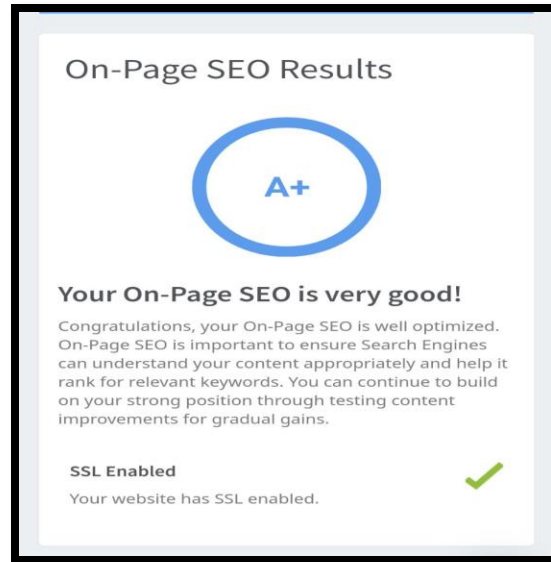 On-Page SEO Results
A+
Your On-Page SEO is very good!
Congratulations, your On-Page SEO is well optimized.
On-Page SEO is important to ensure Search Engines
can understand your content appropriately and help it
rank for relevant keywords. You can continue to build
on your strong position through testing content
improvements for gradual gains.
SSL Enabled
Your website has SSL enabled.